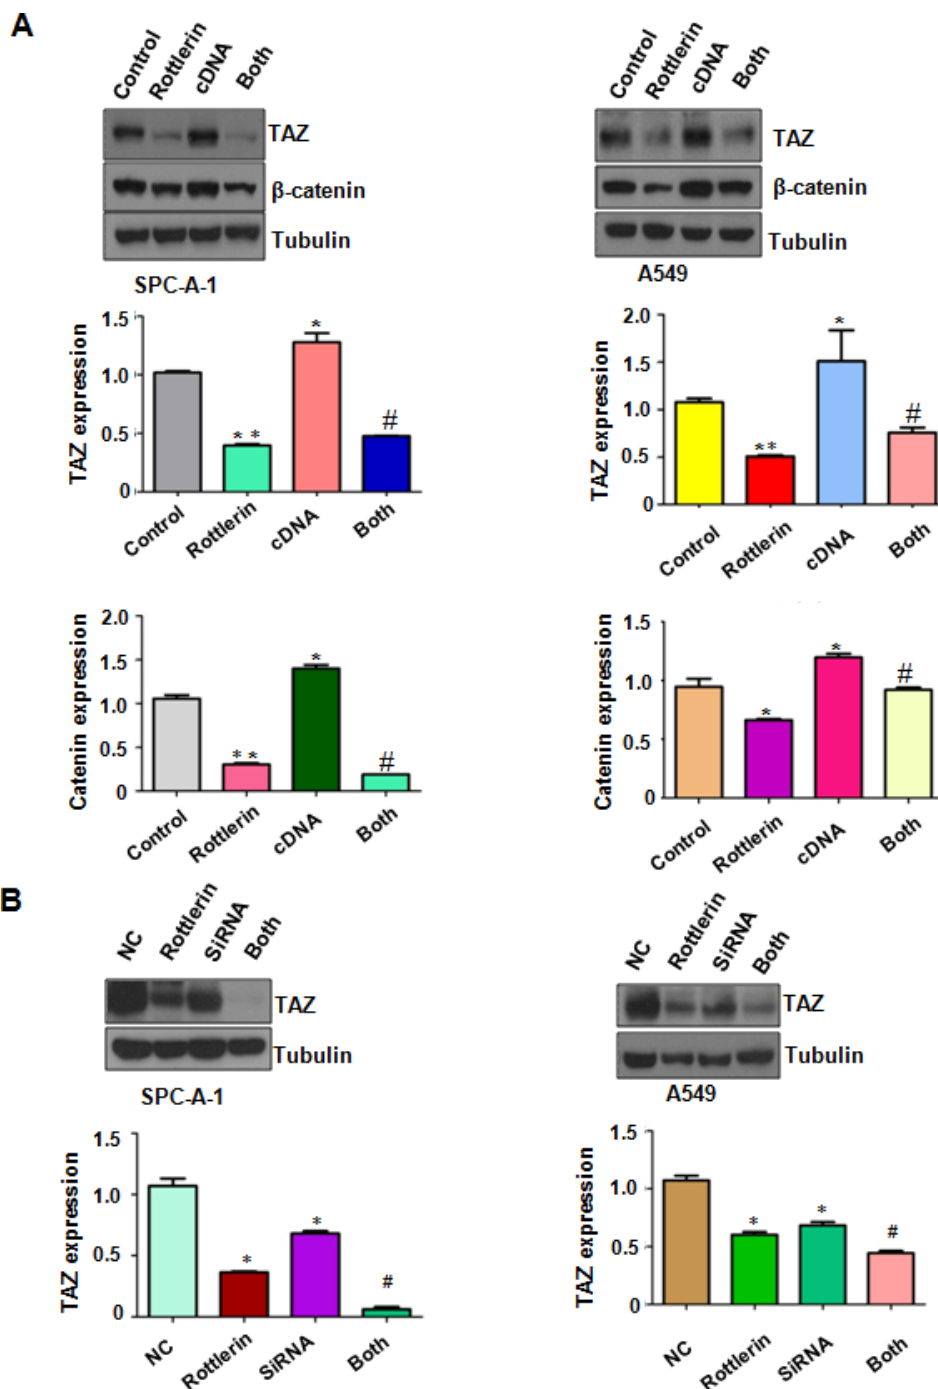 A
Control Rottlerin cDNA Both
TAZ
β-catenin
Tubulin
SPC-A-1
Control Rottlerin cDNA Both
TAZ
β-catenin
Tubulin
A549
TAZ expression
1.5
1.0
0.5
0
* *
*
#
Control Rottlerin cDNA Both
TAZ expression
2.0
1.5
1.0
0.5
0
**
*
#
Control Rottlerin cDNA Both
Catenin expression
2.0
1.5
1.0
0.5
0
* *
*
#
Control Rottlerin cDNA Both
Catenin expression
1.5
1.0
0.5
0
*
*
#
Control Rottlerin cDNA Both
B
NC Rottlerin SiRNA Both
TAZ
Tubulin
SPC-A-1
NC Rottlerin SiRNA Both
TAZ
Tubulin
A549
TAZ expression
1.5
1.0
0.5
0
*
*
#
NC Rottlerin SiRNA Both
TAZ expression
1.5
1.0
0.5
0
*
*
#
NC Rottlerin SiRNA Both